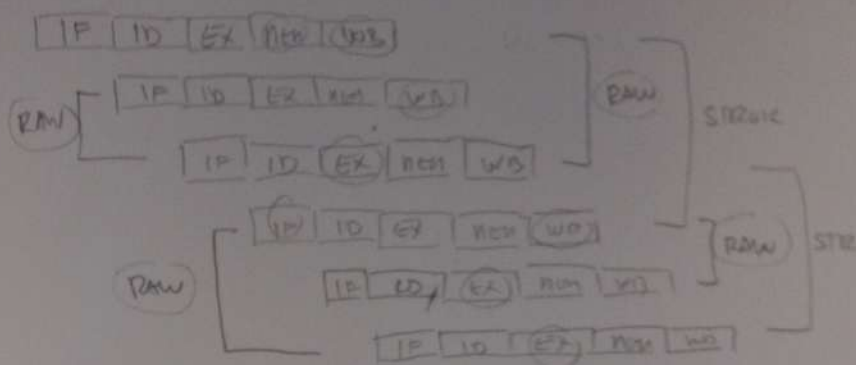 IF ID EX MEM WB
RAW IF ID EX MEM WB RAW STRUC
IF ID EX MEM WB
IF ID EX MEM WB RAW STR
RAW IF ID EX MEM WB
IF ID EX MEM WB